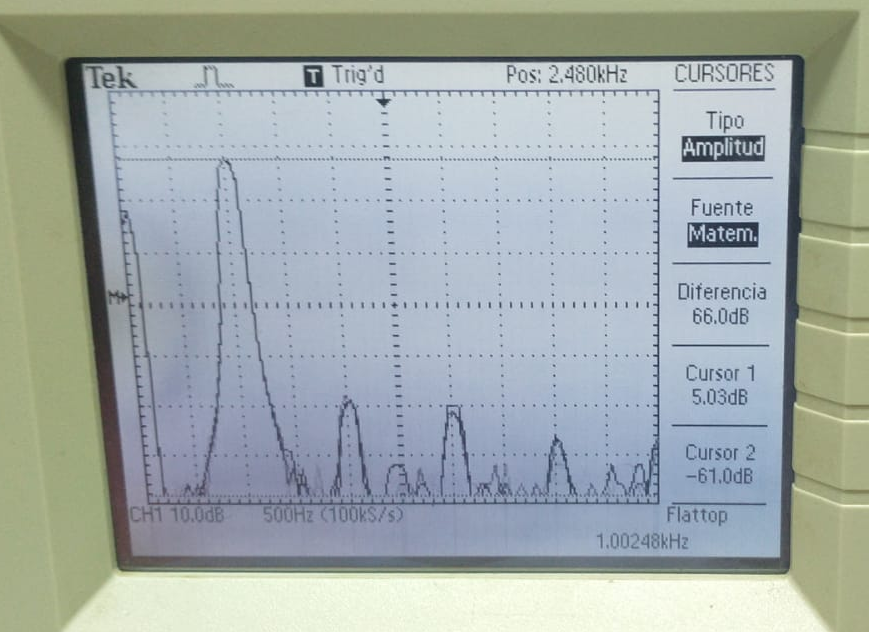 Tek T Trig'd Pos: 2.480kHz CURSORES
Tipo
Amplitud
Fuente
Matem.
M
Diferencia
66.0dB
Cursor 1
5.03dB
Cursor 2
-61.0dB
CH1 10.0dB 500Hz (100kS/s) Flattop
1.00248kHz